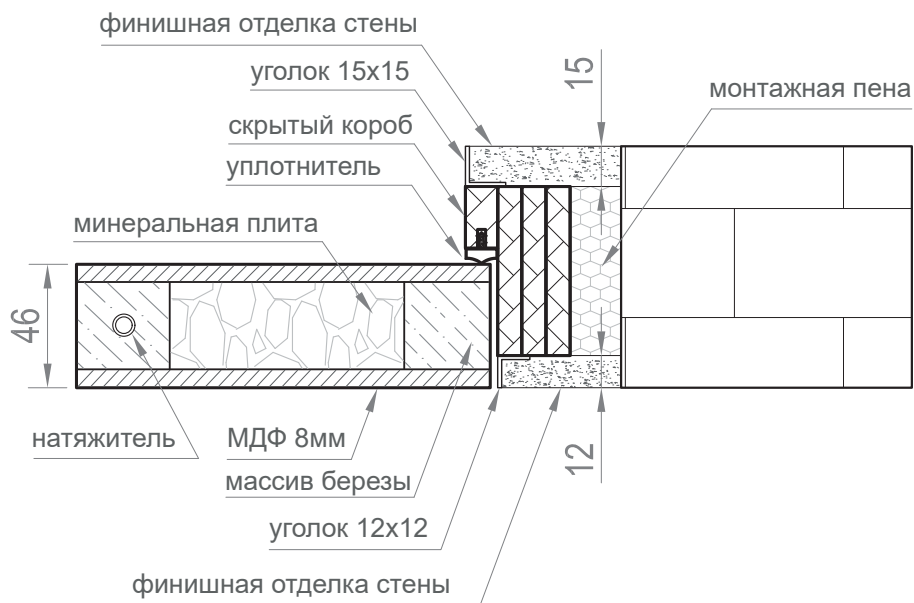 финишная отделка стены
уголок 15х15
15
монтажная пена
скрытый короб
уплотнитель
минеральная плита
46
натяжитель
МДФ 8мм
12
массив березы
уголок 12х12
финишная отделка стены